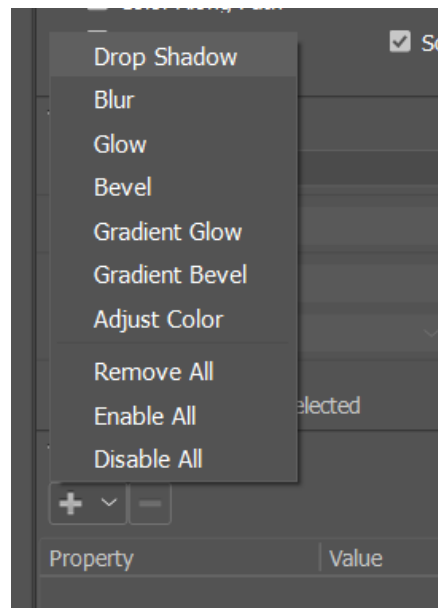 Drop Shadow
Blur
Glow
Bevel
Gradient Glow
Gradient Bevel
Adjust Color
Remove All
Enable All
Disable All
Property Value